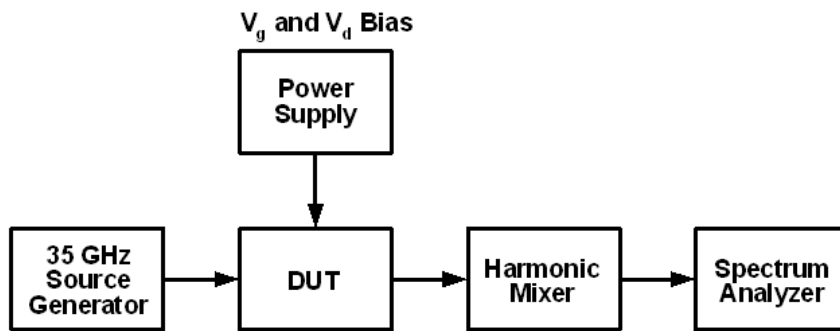 V_g and V_d Bias
Power
Supply
35 GHz
Source
Generator
DUT
Harmonic
Mixer
Spectrum
Analyzer